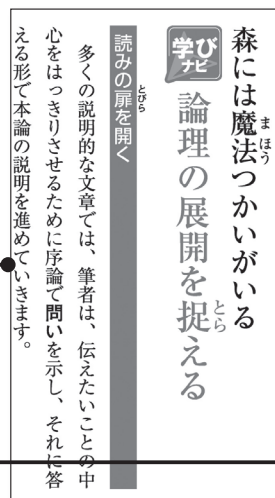 森には魔法つかいがいる
学びナビ
論理の展開を捉える
読みの扉を開く
多くの説明的な文章では、筆者は、伝えたいことの中
心をはっきりさせるために序論で問いを示し、それに答
える形で本論の説明を進めていきます。